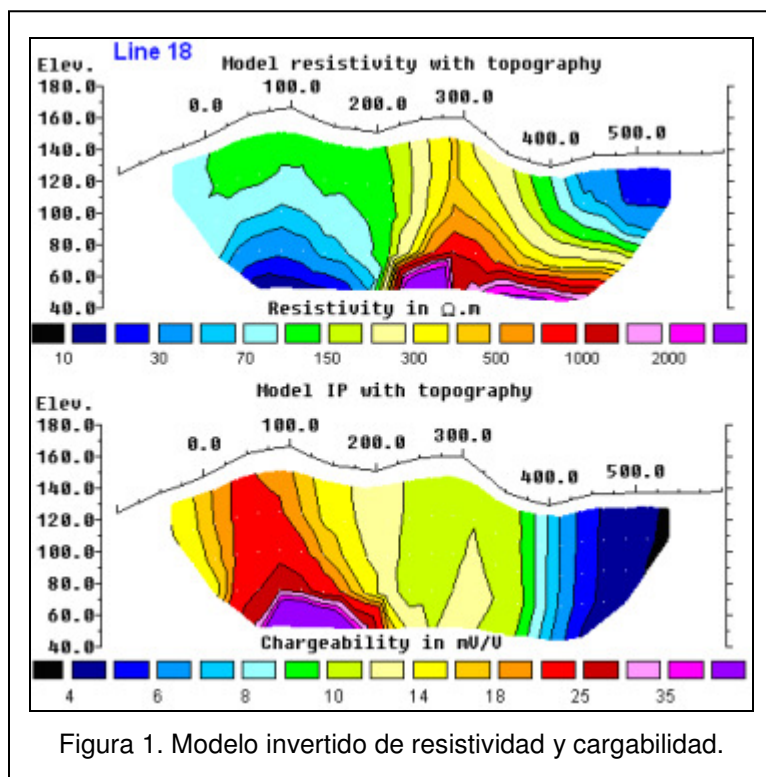 Line 18
Model resistivity with topography
Elev.
180.0
160.0
140.0
120.0
100.0
80.0
60.0
40.0
0.0 100.0 200.0 300.0 400.0 500.0
Resistivity in Ω.m
10 30 70 150 300 500 1000 2000
Model IP with topography
Elev.
180.0
160.0
140.0
120.0
100.0
80.0
60.0
40.0
0.0 100.0 200.0 300.0 400.0 500.0
Chargeability in mV/V
4 6 8 10 14 18 25 35
Figura 1. Modelo invertido de resistividad y cargabilidad.